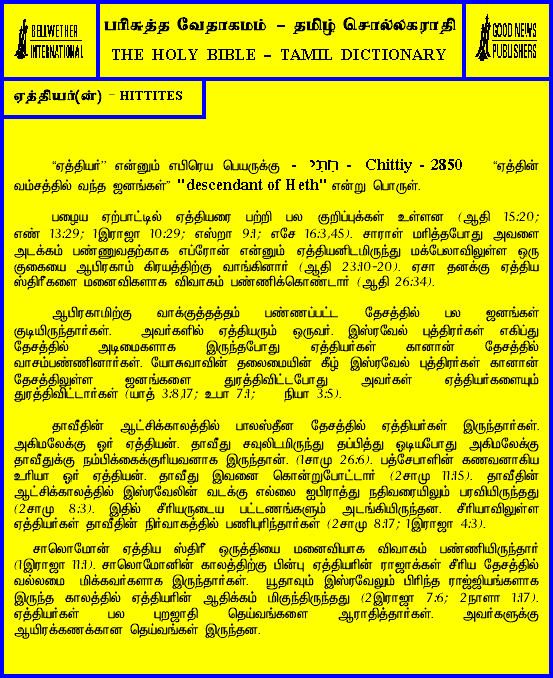 BELLWETHER
INTERNATIONAL
பரிசுத்த வேதாகமம் – தமிழ் சொல்லகராதி
THE HOLY BIBLE – TAMIL DICTIONARY
GOOD NEWS
PUBLISHERS
ஏத்தியர்(ன்) – HITTITES
“ஏத்தியர்” என்னும் எபிரெய பெயருக்கு - חִתִּי - Chittiy - 2850 “ஏத்தின்
வம்சத்தில் வந்த ஜனங்கள்” "descendant of Heth" என்று பொருள்.
பழைய ஏற்பாட்டில் ஏத்தியரை பற்றி பல குறிப்புக்கள் உள்ளன (ஆதி 15:20;
எண் 13:29; 1இராஜா 10:29; எஸ்றா 9:1; எசே 16:3,45). சாராள் மரித்தபோது அவளை
அடக்கம் பண்ணுவதற்காக எப்ரோன் என்னும் ஏத்தியனிடமிருந்து மக்பேலாவிலுள்ள ஒரு
குகையை ஆபிரகாம் கிரயத்திற்கு வாங்கினார் (ஆதி 23:10-20). ஏசா தனக்கு ஏத்திய
ஸ்திரீகளை மனைவிகளாக விவாகம் பண்ணிக்கொண்டார் (ஆதி 26:34).
ஆபிரகாமிற்கு வாக்குத்தத்தம் பண்ணப்பட்ட தேசத்தில் பல ஜனங்கள்
குடியிருந்தார்கள். அவர்களில் ஏத்தியரும் ஒருவர். இஸ்ரவேல் புத்திரர்கள் எகிப்து
தேசத்தில் அடிமைகளாக இருந்தபோது ஏத்தியர்கள் கானான் தேசத்தில்
வாசம்பண்ணினார்கள். யோசுவாவின் தலைமையின் கீழ் இஸ்ரவேல் புத்திரர்கள் கானான்
தேசத்திலுள்ள ஜனங்களை துரத்திவிட்டபோது அவர்கள் ஏத்தியர்களையும்
துரத்திவிட்டார்கள் (யாத் 3:8,17; உபா 7:1; நியா 3:5).
தாவீதின் ஆட்சிக்காலத்தில் பாலஸ்தீன தேசத்தில் ஏத்தியர்கள் இருந்தார்கள்.
அகிமலேக்கு ஓர் ஏத்தியன். தாவீது சவுலிடமிருந்து தப்பித்து ஓடியபோது அகிமலேக்கு
தாவீதுக்கு நம்பிக்கைக்குரியவனாக இருந்தான். (1சாமு 26:6). பத்சேபாளின் கணவனாகிய
உரியா ஓர் ஏத்தியன். தாவீது இவனை கொன்றுபோட்டார் (2சாமு 11:15). தாவீதின்
ஆட்சிக்காலத்தில் இஸ்ரவேலின் வடக்கு எல்லை ஐபிராத்து நதிவரையிலும் பரவியிருந்தது
(2சாமு 8:3). இதில் சீரியருடைய பட்டணங்களும் அடங்கியிருந்தன. சீரியாவிலுள்ள
ஏத்தியர்கள் தாவீதின் நிர்வாகத்தில் பணிபுரிந்தார்கள் (2சாமு 8:17; 1இராஜா 4:3).
சாலொமோன் ஏத்திய ஸ்திரீ ஒருத்தியை மனைவியாக விவாகம் பண்ணியிருந்தார்
(1இராஜா 11:1). சாலொமோனின் காலத்திற்கு பின்பு ஏத்தியரின் ராஜாக்கள் சீரிய தேசத்தில்
வல்லமை மிக்கவர்களாக இருந்தார்கள். யூதாவும் இஸ்ரவேலும் பிரிந்த ராஜ்ஜியங்களாக
இருந்த காலத்தில் ஏத்தியரின் ஆதிக்கம் மிகுந்திருந்தது (2இராஜா 7:6; 2நாளா 1:17).
ஏத்தியர்கள் பல புறஜாதி தெய்வங்களை ஆராதித்தார்கள். அவர்களுக்கு
ஆயிரக்கணக்கான தெய்வங்கள் இருந்தன.